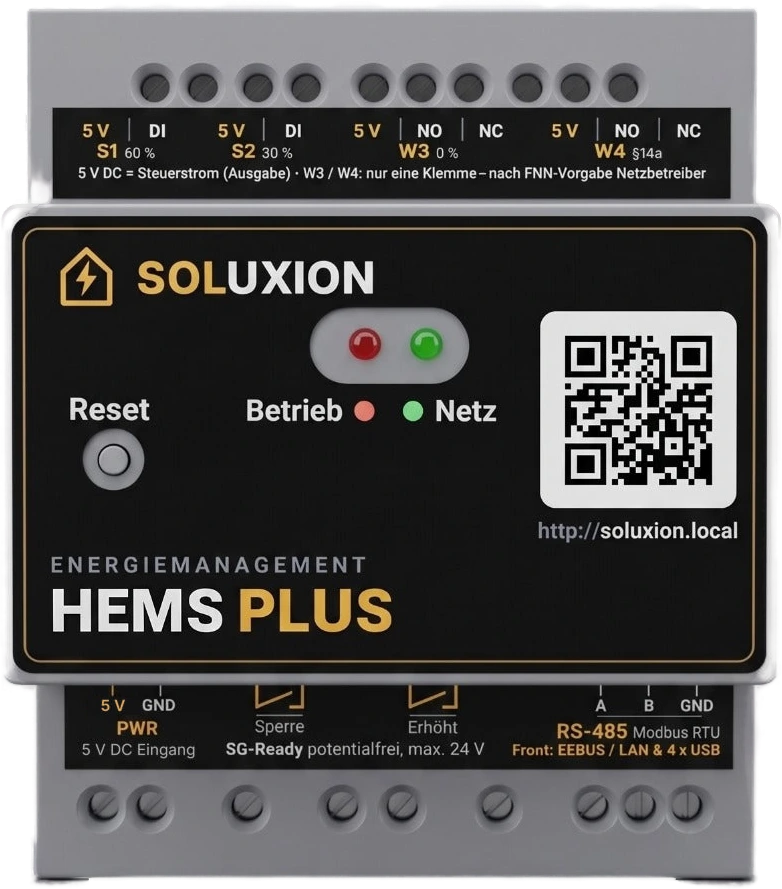 5 V | DI 5 V | DI 5 V | NO | NC 5 V | NO | NC
S1 60 % S2 30 % W3 0 % W4 §14a
5 V DC = Steuerstrom (Ausgabe) · W3 / W4: nur eine Klemme – nach FNN-Vorgabe Netzbetreiber
SOLUXION
Reset
Betrieb Netz
http://soluxion.local
ENERGIEMANAGEMENT
HEMS PLUS
5 V GND
PWR
5 V DC Eingang
Sperre Erhöht
SG-Ready potentialfrei, max. 24 V
A B GND
RS-485 Modbus RTU
Front: EEBUS / LAN & 4 x USB